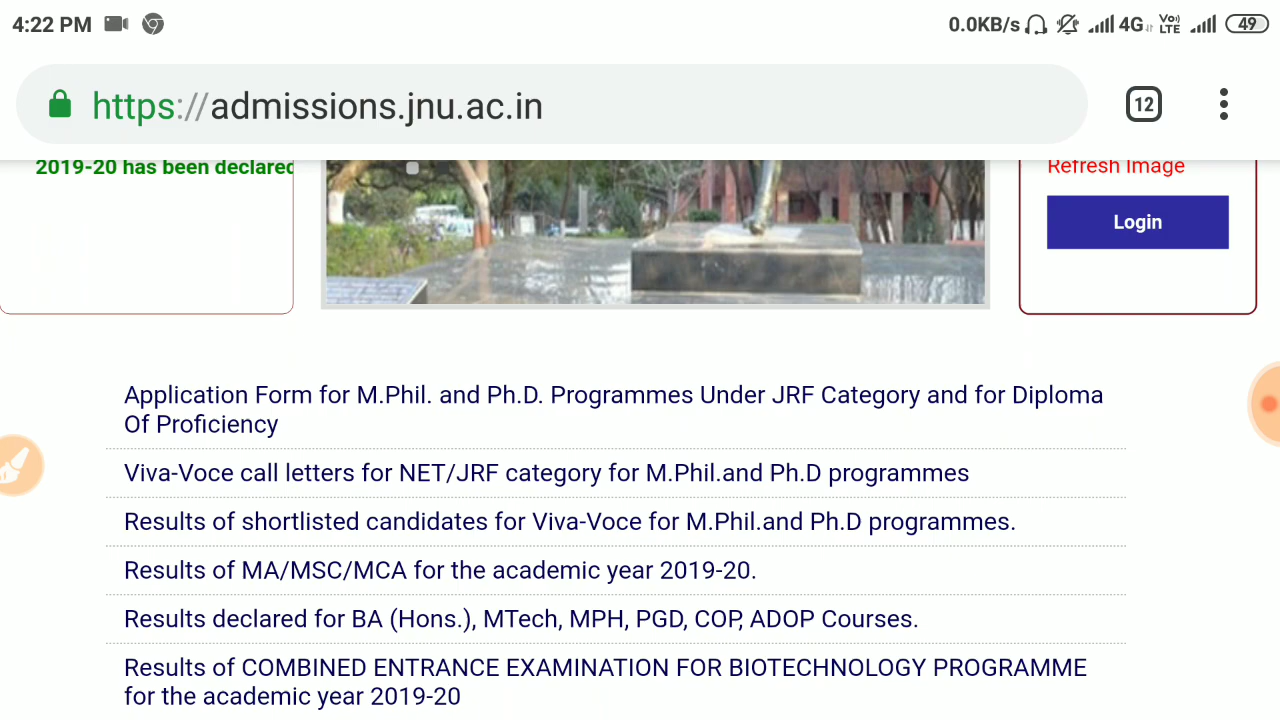 4:22 PM
0.0KB/s 4G Vo)) LTE 49
https://admissions.jnu.ac.in
12
2019-20 has been declared
Refresh Image
Login
Application Form for M.Phil. and Ph.D. Programmes Under JRF Category and for Diploma
Of Proficiency
Viva-Voce call letters for NET/JRF category for M.Phil.and Ph.D programmes
Results of shortlisted candidates for Viva-Voce for M.Phil.and Ph.D programmes.
Results of MA/MSC/MCA for the academic year 2019-20.
Results declared for BA (Hons.), MTech, MPH, PGD, COP, ADOP Courses.
Results of COMBINED ENTRANCE EXAMINATION FOR BIOTECHNOLOGY PROGRAMME
for the academic year 2019-20